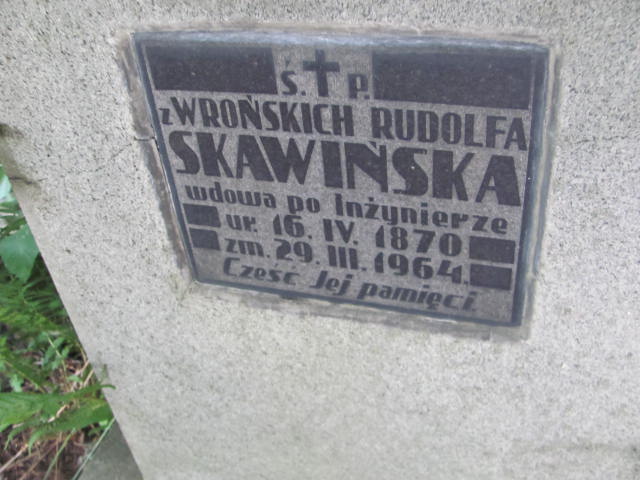 Ś. P.
z WROŃSKICH RUDOLFA
SKAWIŃSKA
wdowa po Inżynierze
ur. 16. IV. 1870
zm. 29. III. 1964.
Cześć Jej pamięci.